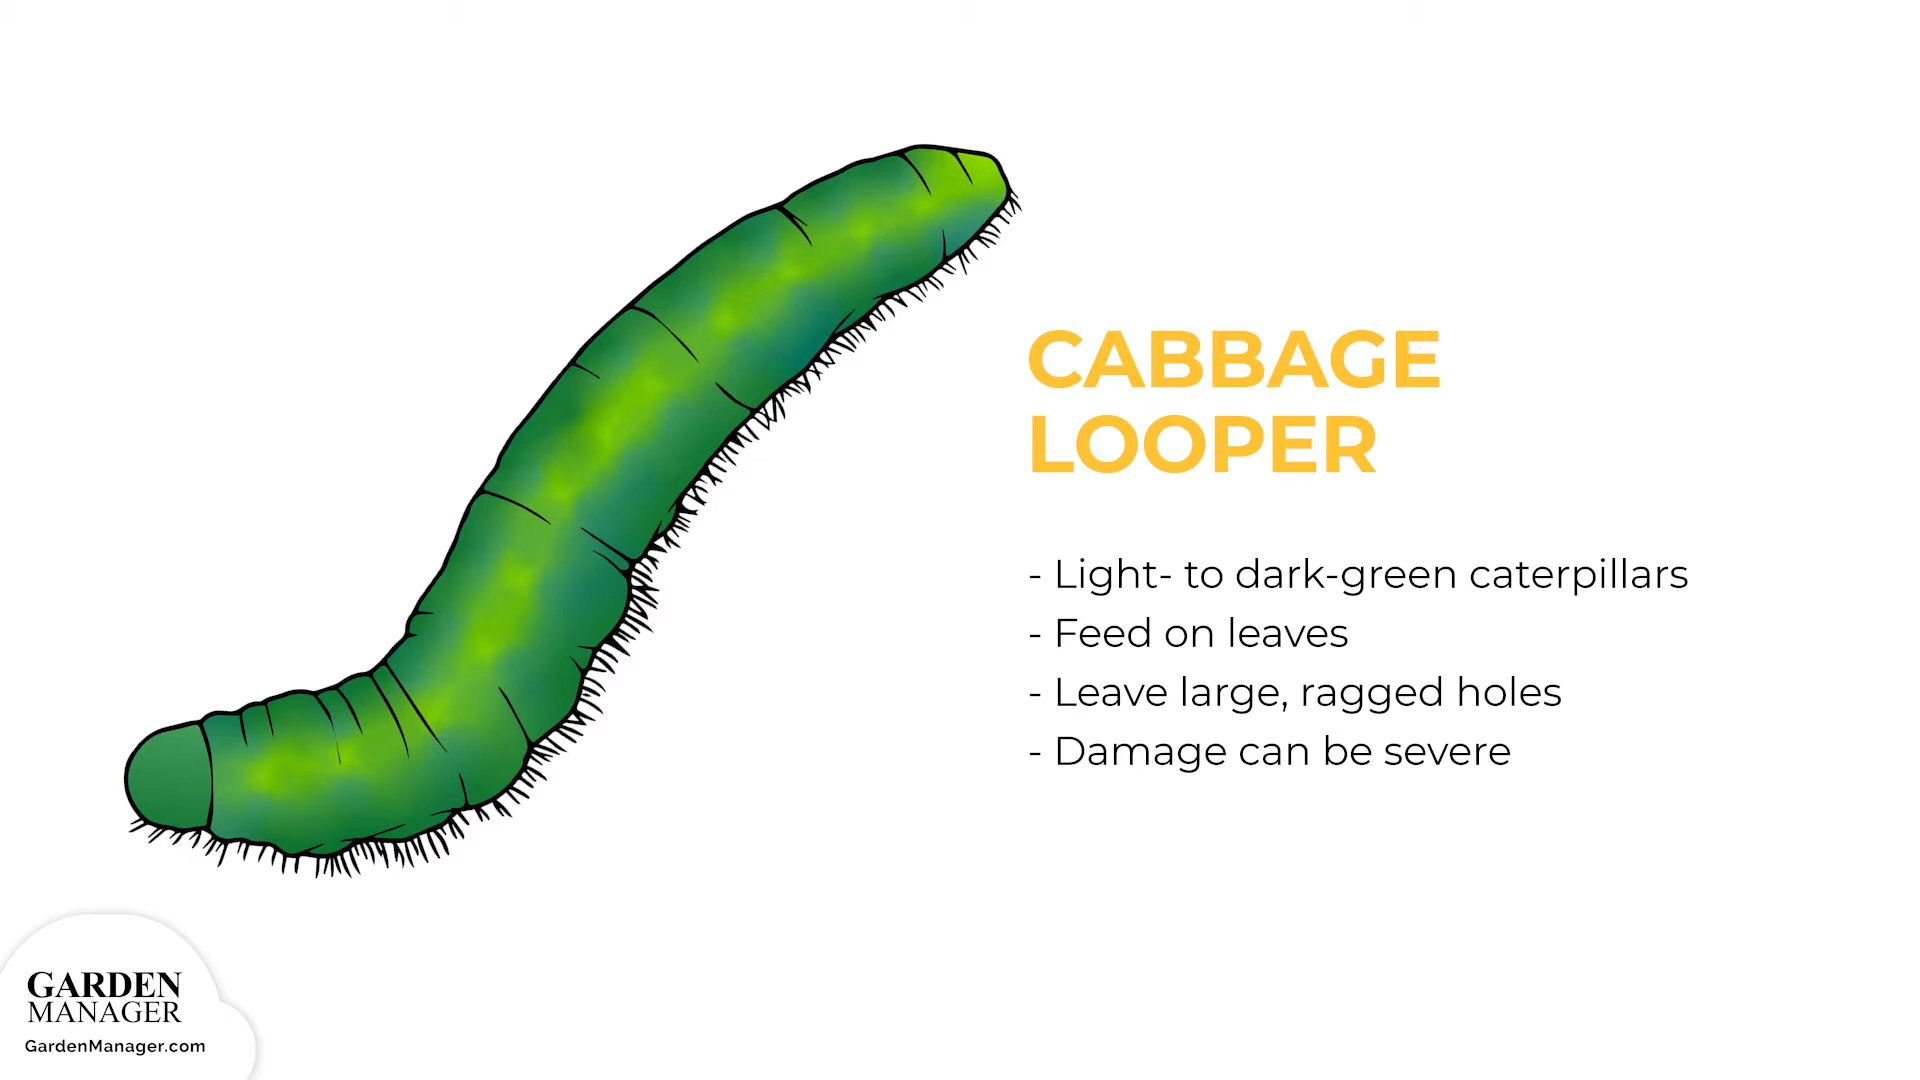 CABBAGE
LOOPER
- Light- to dark-green caterpillars
- Feed on leaves
- Leave large, ragged holes
- Damage can be severe
GARDEN
MANAGER
GardenManager.com